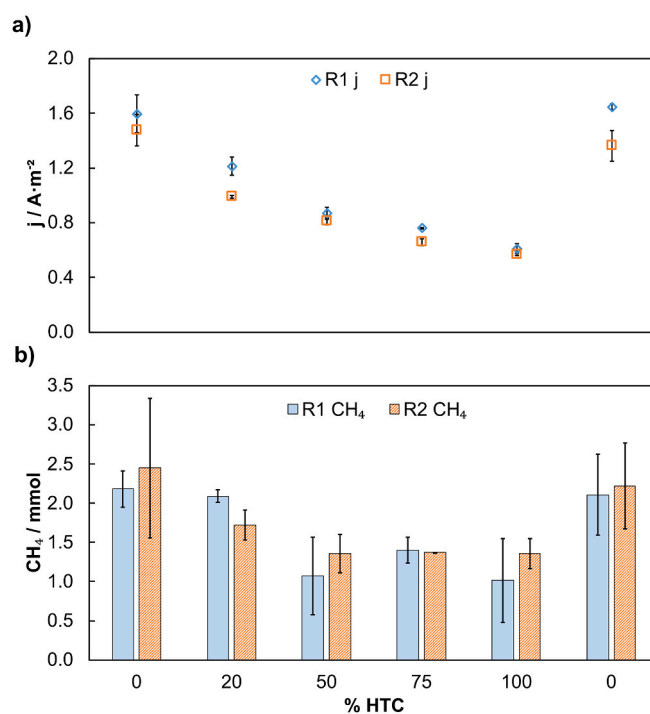 a)
2.0
1.6
1.2
0.8
0.4
0.0
j / A·m⁻²
R1 j R2 j
b)
3.5
3.0
2.5
2.0
1.5
1.0
0.5
0.0
CH₄ / mmol
R1 CH₄ R2 CH₄
0 20 50 75 100 0
% HTC